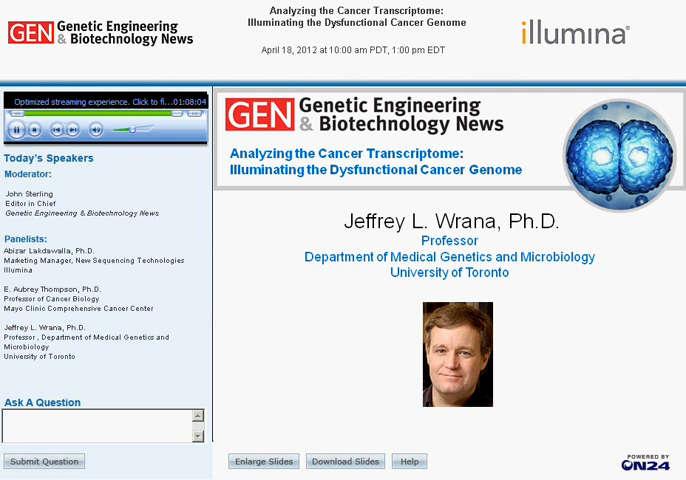 GEN Genetic Engineering
& Biotechnology News
Analyzing the Cancer Transcriptome:
Illuminating the Dysfunctional Cancer Genome
April 18, 2012 at 10:00 am PDT, 1:00 pm EDT
illumina®
Optimized streaming experience. Click to fi...01:08:04
Today's Speakers
Moderator:
John Sterling
Editor in Chief
Genetic Engineering & Biotechnology News
Panelists:
Abizar Lakdawalla, Ph.D.
Marketing Manager, New Sequencing Technologies
Illumina
E. Aubrey Thompson, Ph.D.
Professor of Cancer Biology
Mayo Clinic Comprehensive Cancer Center
Jeffrey L. Wrana, Ph.D.
Professor , Department of Medical Genetics and
Microbiology
University of Toronto
Ask A Question
Submit Question
GEN Genetic Engineering
& Biotechnology News
Analyzing the Cancer Transcriptome:
Illuminating the Dysfunctional Cancer Genome
Jeffrey L. Wrana, Ph.D.
Professor
Department of Medical Genetics and Microbiology
University of Toronto
Enlarge Slides
Download Slides
Help
POWERED BY
ON24